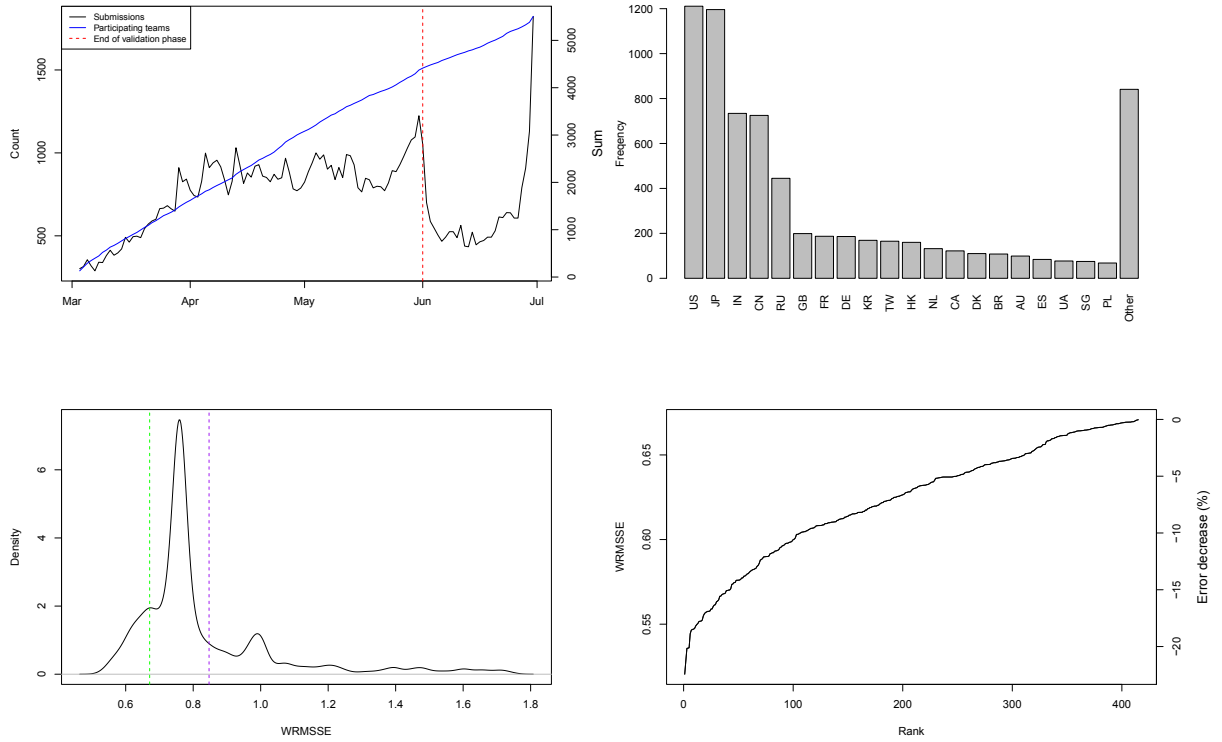 Submissions
Participating teams
End of validation phase
Count
500
1000
1500
Mar
Apr
May
Jun
Jul
0
1000
2000
3000
4000
5000
Sum
Freqency
0
200
400
600
800
1000
1200
US
JP
IN
CN
RU
GB
FR
DE
KR
TW
HK
NL
CA
DK
BR
AU
ES
UA
SG
PL
Other
Density
0
2
4
6
0.6
0.8
1.0
1.2
1.4
1.6
1.8
WRMSSE
WRMSSE
0.55
0.60
0.65
0
100
200
300
400
Rank
0
−5
−10
−15
−20
Error decrease (%)